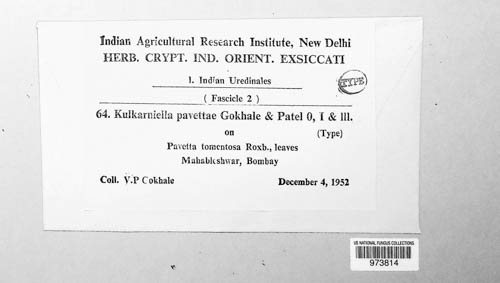 Indian Agricultural Research Institute, New Delhi
HERB. CRYPT. IND. ORIENT. EXSICCATI
1. Indian Uredinales
TYPE
( Fascicle 2 )
64. Kulkarniella pavettae Gokhale & Patel 0, I & III.
on (Type)
Pavetta tomentosa Roxb., leaves
Mahableshwar, Bombay
Coll. V.P Cokhale December 4, 1952
US NATIONAL FUNGUS COLLECTIONS
973814